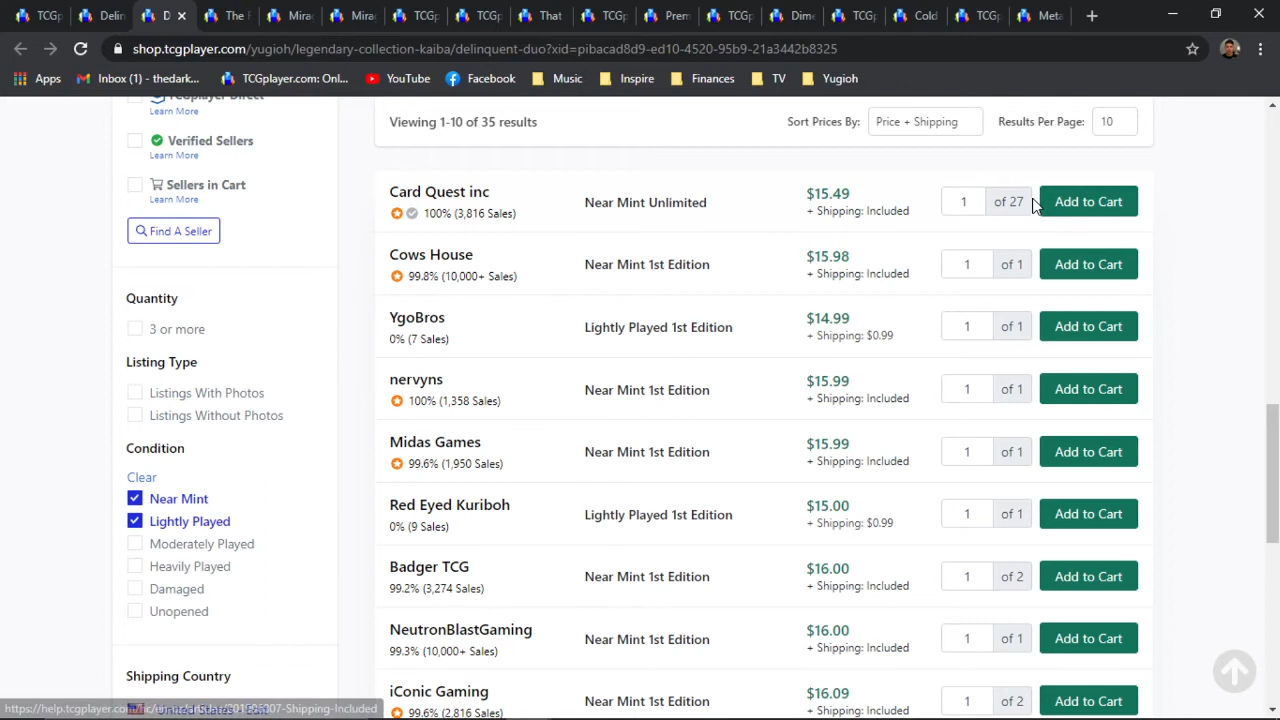 TCGp
Delin
D
The F
Mirac
Mirag
TCGp
TCGp
That
TCGp
Prem
TCGp
Dime
TCGp
Cold
TCGp
Meta
shop.tcgplayer.com/yugioh/legendary-collection-kaiba/delinquent-duo?xid=pibacad8d9-ed10-4520-95b9-21a3442b8325
Apps
Inbox (1) - thedark...
TCGplayer.com: Onl...
YouTube
Facebook
Music
Inspire
Finances
TV
Yugioh
TCGplayer Direct
Learn More
Verified Sellers
Learn More
Sellers in Cart
Learn More
Find A Seller
Quantity
3 or more
Listing Type
Listings With Photos
Listings Without Photos
Condition
Clear
Near Mint
Lightly Played
Moderately Played
Heavily Played
Damaged
Unopened
Shipping Country
Viewing 1-10 of 35 results
Sort Prices By: Price + Shipping Results Per Page: 10
Card Quest inc
100% (3,816 Sales)
Near Mint Unlimited
$15.49
+ Shipping: Included
1 of 27
Add to Cart
Cows House
99.8% (10,000+ Sales)
Near Mint 1st Edition
$15.98
+ Shipping: Included
1 of 1
Add to Cart
YgoBros
0% (7 Sales)
Lightly Played 1st Edition
$14.99
+ Shipping: $0.99
1 of 1
Add to Cart
nervyns
100% (1,358 Sales)
Near Mint 1st Edition
$15.99
+ Shipping: Included
1 of 1
Add to Cart
Midas Games
99.6% (1,950 Sales)
Near Mint 1st Edition
$15.99
+ Shipping: Included
1 of 1
Add to Cart
Red Eyed Kuriboh
0% (9 Sales)
Lightly Played 1st Edition
$15.00
+ Shipping: $0.99
1 of 1
Add to Cart
Badger TCG
99.2% (3,274 Sales)
Near Mint 1st Edition
$16.00
+ Shipping: Included
1 of 2
Add to Cart
NeutronBlastGaming
99.3% (10,000+ Sales)
Near Mint 1st Edition
$16.00
+ Shipping: Included
1 of 1
Add to Cart
iConic Gaming
99.6% (2,816 Sales)
Near Mint 1st Edition
$16.09
+ Shipping: Included
1 of 2
Add to Cart